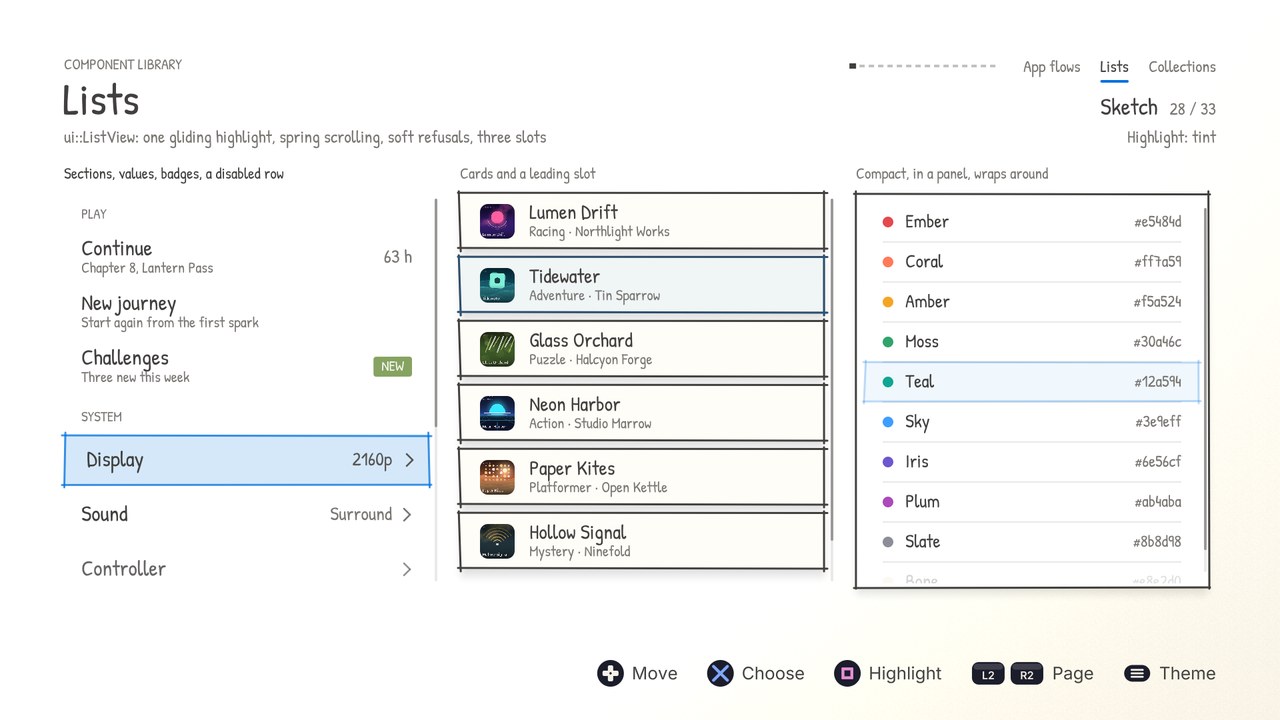 COMPONENT LIBRARY
Lists
ui::ListView: one gliding highlight, spring scrolling, soft refusals, three slots
App flows
Lists
Collections
Sketch 28 / 33
Highlight: tint
Sections, values, badges, a disabled row
PLAY
Continue
Chapter 8, Lantern Pass
63 h
New journey
Start again from the first spark
Challenges
Three new this week
NEW
SYSTEM
Display 2160p
Sound Surround
Controller
Cards and a leading slot
Lumen Drift
Racing · Northlight Works
Tidewater
Adventure · Tin Sparrow
Glass Orchard
Puzzle · Halcyon Forge
Neon Harbor
Action · Studio Marrow
Paper Kites
Platformer · Open Kettle
Hollow Signal
Mystery · Ninefold
Compact, in a panel, wraps around
Ember #e5484d
Coral #ff7a59
Amber #f5a524
Moss #30a46c
Teal #12a594
Sky #3e9eff
Iris #6e56cf
Plum #ab4aba
Slate #8b8d98
Bone #e8e2d0
Move
Choose
Highlight
L2 R2 Page
Theme